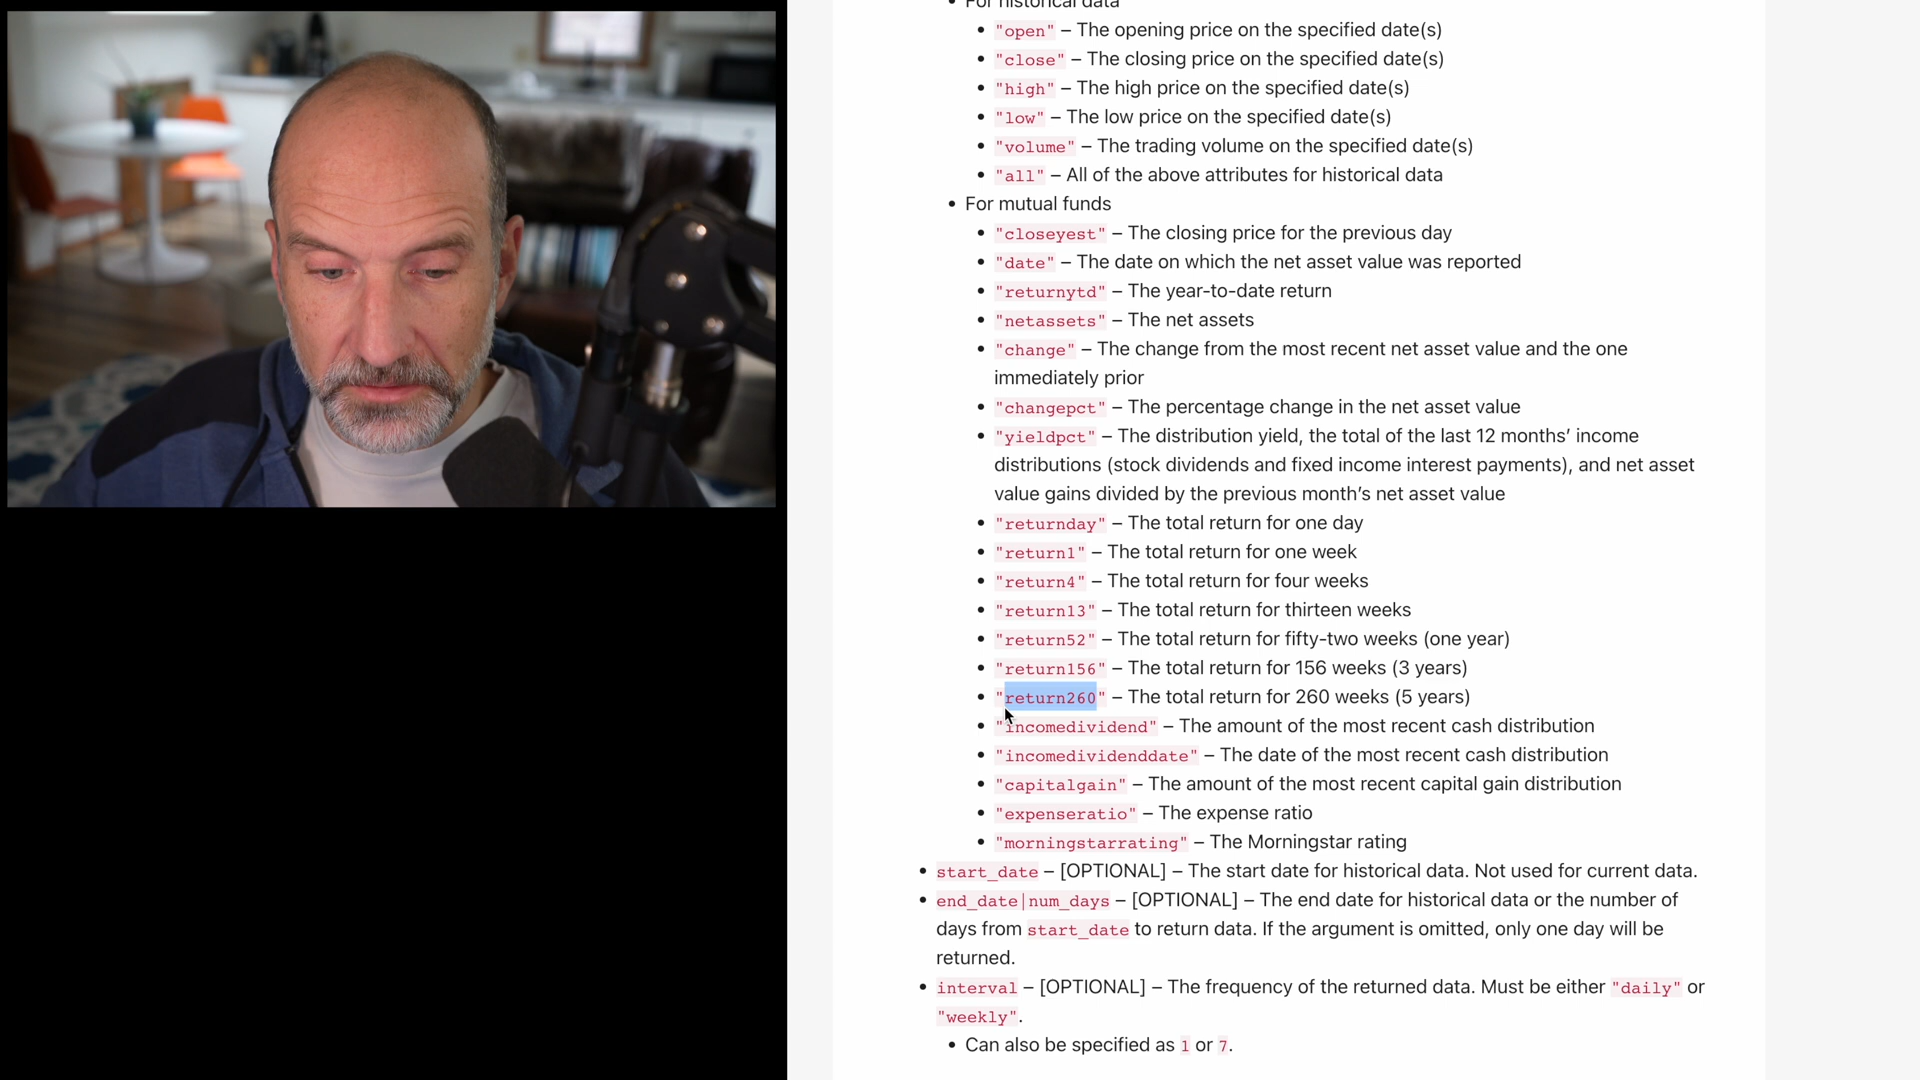 For historical data
"open" – The opening price on the specified date(s)
"close" – The closing price on the specified date(s)
"high" – The high price on the specified date(s)
"low" – The low price on the specified date(s)
"volume" – The trading volume on the specified date(s)
"all" – All of the above attributes for historical data
For mutual funds
"closeyest" – The closing price for the previous day
"date" – The date on which the net asset value was reported
"returnytd" – The year-to-date return
"netassets" – The net assets
"change" – The change from the most recent net asset value and the one
immediately prior
"changepct" – The percentage change in the net asset value
"yieldpct" – The distribution yield, the total of the last 12 months’ income
distributions (stock dividends and fixed income interest payments), and net asset
value gains divided by the previous month’s net asset value
"returnday" – The total return for one day
"return1" – The total return for one week
"return4" – The total return for four weeks
"return13" – The total return for thirteen weeks
"return52" – The total return for fifty-two weeks (one year)
"return156" – The total return for 156 weeks (3 years)
"return260" – The total return for 260 weeks (5 years)
"incomedividend" – The amount of the most recent cash distribution
"incomedividenddate" – The date of the most recent cash distribution
"capitalgain" – The amount of the most recent capital gain distribution
"expenseratio" – The expense ratio
"morningstarrating" – The Morningstar rating
start_date – [OPTIONAL] – The start date for historical data. Not used for current data.
end_date|num_days – [OPTIONAL] – The end date for historical data or the number of
days from start_date to return data. If the argument is omitted, only one day will be
returned.
interval – [OPTIONAL] – The frequency of the returned data. Must be either "daily" or
"weekly".
Can also be specified as 1 or 7.